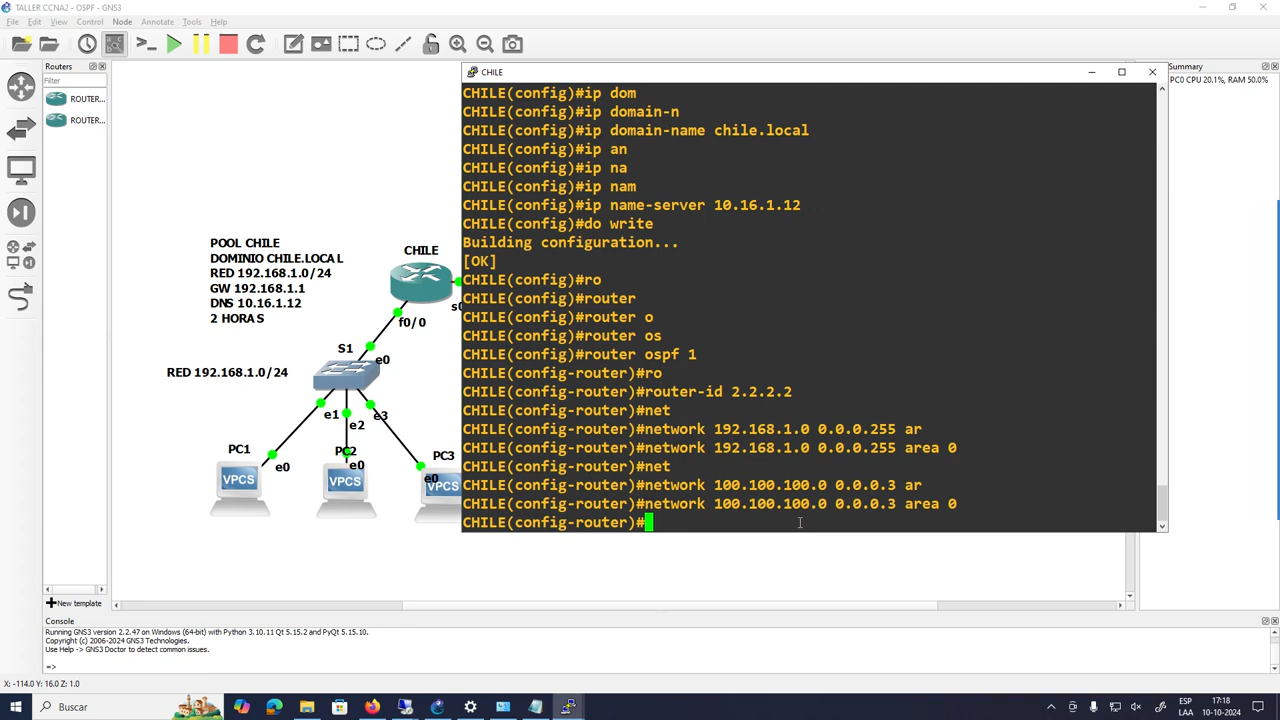 TALLER CCNA2 - OSPF - GNS3
File Edit View Control Node Annotate Tools Help
Routers
Filter
ROUTER...
ROUTER...
New template
POOL CHILE
DOMINIO CHILE.LOCAL
RED 192.168.1.0/24
GW 192.168.1.1
DNS 10.16.1.12
2 HORAS
CHILE
f0/0
S1
e0
RED 192.168.1.0/24
e1
e2
e3
PC1
e0
VPCS
PC2
e0
VPCS
PC3
e0
VPCS
CHILE
CHILE(config)#ip dom
CHILE(config)#ip domain-n
CHILE(config)#ip domain-name chile.local
CHILE(config)#ip an
CHILE(config)#ip na
CHILE(config)#ip nam
CHILE(config)#ip name-server 10.16.1.12
CHILE(config)#do write
Building configuration...
[OK]
CHILE(config)#ro
CHILE(config)#router
CHILE(config)#router o
CHILE(config)#router os
CHILE(config)#router ospf 1
CHILE(config-router)#ro
CHILE(config-router)#router-id 2.2.2.2
CHILE(config-router)#net
CHILE(config-router)#network 192.168.1.0 0.0.0.255 ar
CHILE(config-router)#network 192.168.1.0 0.0.0.255 area 0
CHILE(config-router)#net
CHILE(config-router)#network 100.100.100.0 0.0.0.3 ar
CHILE(config-router)#network 100.100.100.0 0.0.0.3 area 0
CHILE(config-router)#
Summary
PC0 CPU 20.1%, RAM 50.0%
Console
Running GNS3 version 2.2.47 on Windows (64-bit) with Python 3.10.11 Qt 5.15.2 and PyQt 5.15.10.
Copyright (c) 2006-2024 GNS3 Technologies.
Use Help -> GNS3 Doctor to detect common issues.
=>
X: -114.0 Y: 16.0 Z: 1.0
Buscar
ESP
LAA
17:18
10-10-2024